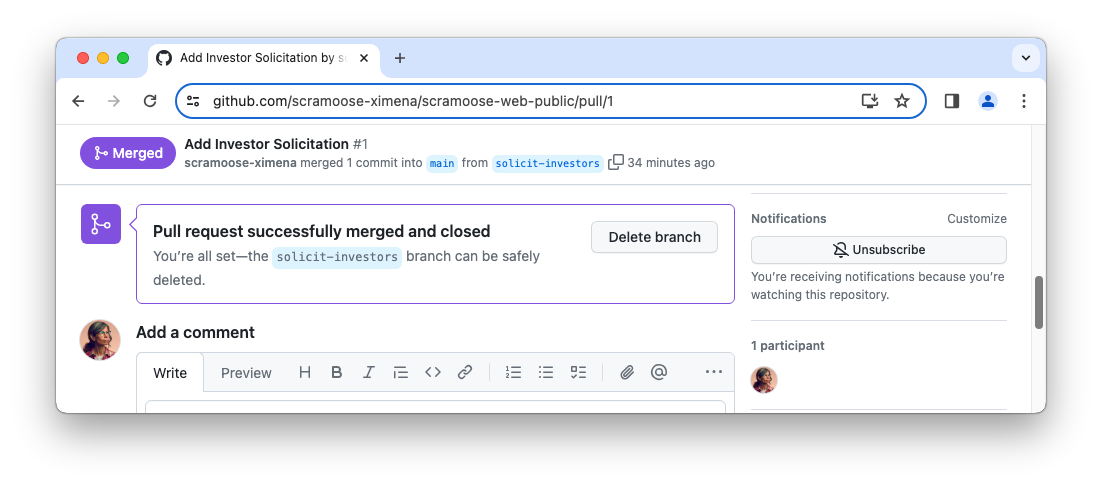 Add Investor Solicitation by s
github.com/scramoose-ximena/scramoose-web-public/pull/1
Merged
Add Investor Solicitation #1
scramoose-ximena merged 1 commit into main from solicit-investors 34 minutes ago
Pull request successfully merged and closed
You’re all set—the solicit-investors branch can be safely
deleted.
Delete branch
Add a comment
Write Preview H B I @
Notifications Customize
Unsubscribe
You’re receiving notifications because you’re
watching this repository.
1 participant